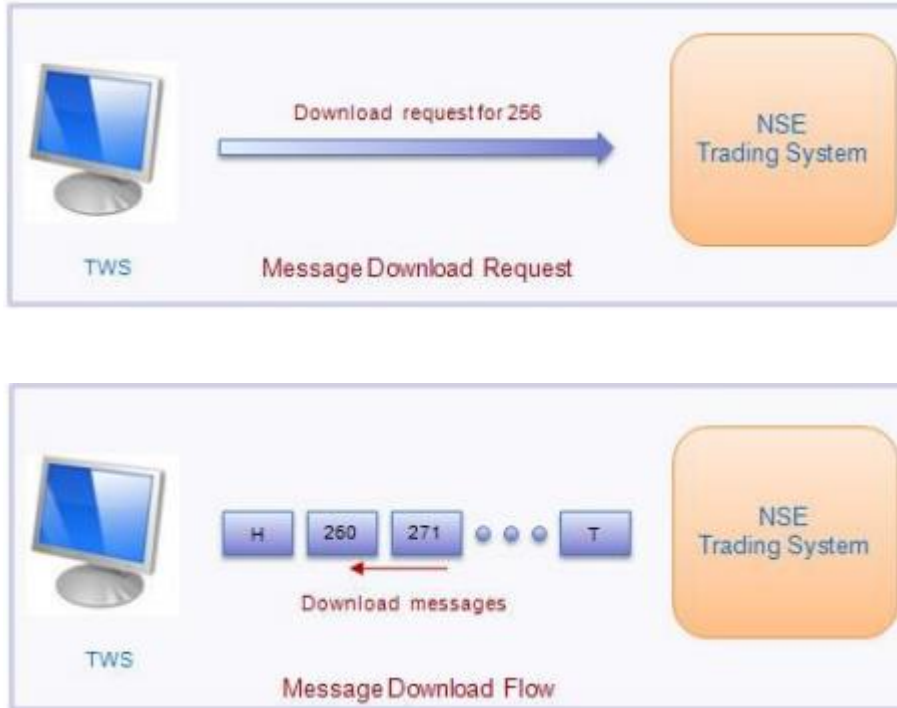 Download request for 256
NSE
Trading System
TWS
Message Download Request
H 260 271 T
NSE
Trading System
Download messages
TWS
Message Download Flow